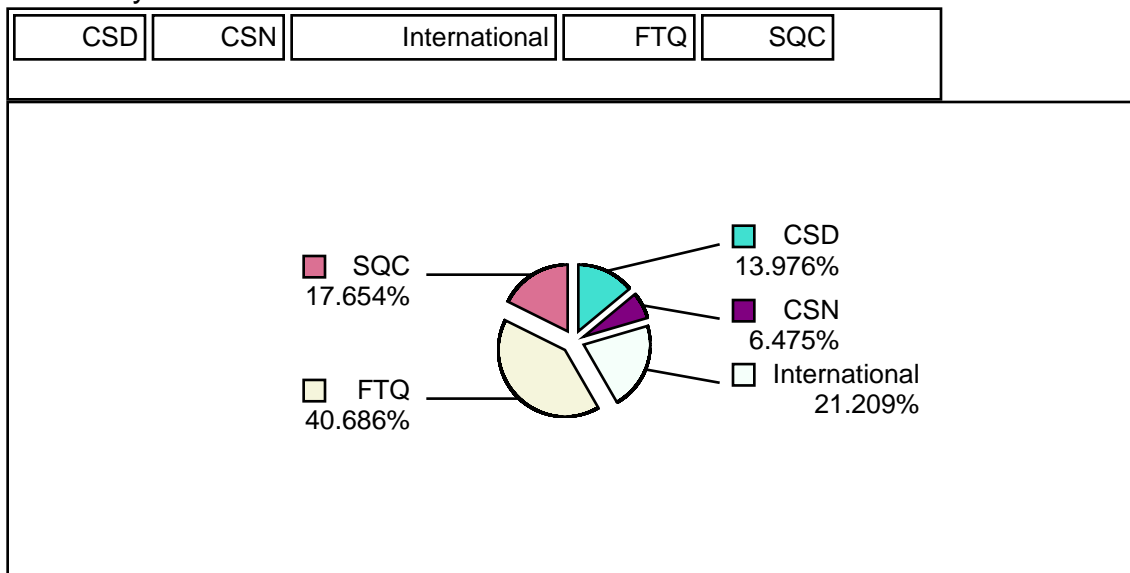 CSD CSN International FTQ SQC
CSD
13.976%
SQC
17.654%
CSN
6.475%
International
21.209%
FTQ
40.686%